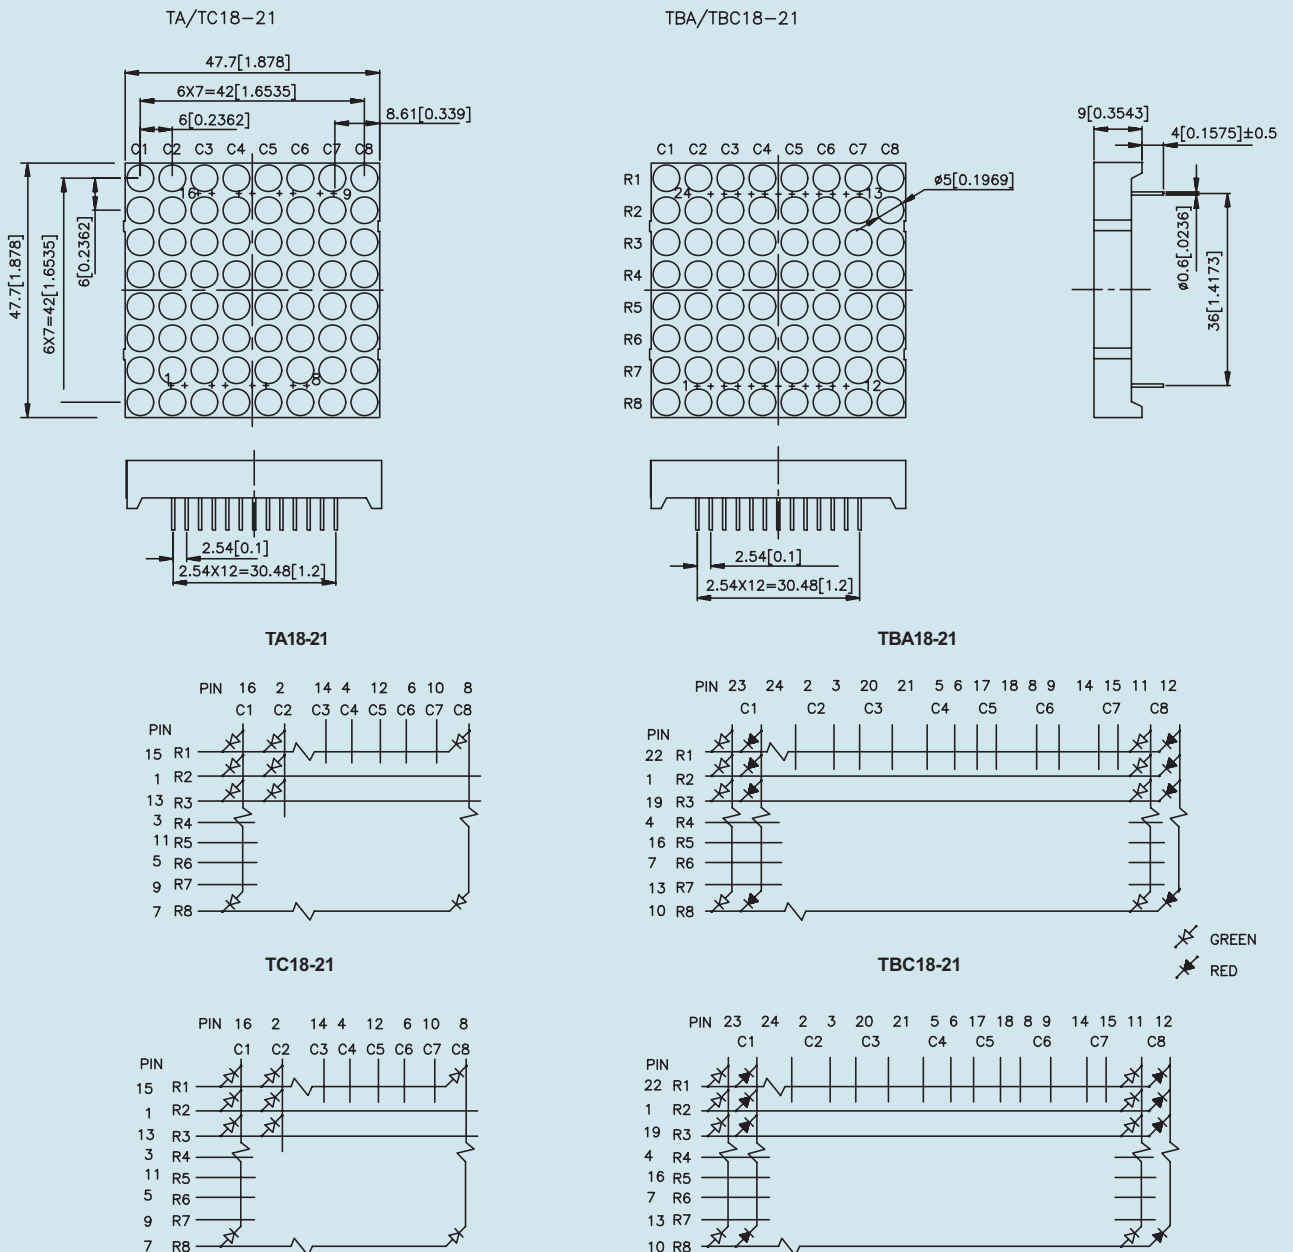 TA/TC18-21
TBA/TBC18-21
47.7[1.878]
6X7=42[1.6535]
6[0.2362]
8.61[0.339]
C1 C2 C3 C4 C5 C6 C7 C8
16
9
1
8
47.7[1.878]
6X7=42[1.6535]
6[0.2362]
C1 C2 C3 C4 C5 C6 C7 C8
R1
R2
R3
R4
R5
R6
R7
R8
24
13
1
12
ø5[0.1969]
9[0.3543]
4[0.1575]±0.5
ø0.6[.0236]
36[1.4173]
2.54[0.1]
2.54X12=30.48[1.2]
2.54[0.1]
2.54X12=30.48[1.2]
TA18-21
PIN 16 2 14 4 12 6 10 8
C1 C2 C3 C4 C5 C6 C7 C8
PIN
15 R1
1 R2
13 R3
3 R4
11 R5
5 R6
9 R7
7 R8
TBA18-21
PIN 23 24 2 3 20 21 5 6 17 18 8 9 14 15 11 12
C1 C2 C3 C4 C5 C6 C7 C8
PIN
22 R1
1 R2
19 R3
4 R4
16 R5
7 R6
13 R7
10 R8
GREEN
RED
TC18-21
PIN 16 2 14 4 12 6 10 8
C1 C2 C3 C4 C5 C6 C7 C8
PIN
15 R1
1 R2
13 R3
3 R4
11 R5
5 R6
9 R7
7 R8
TBC18-21
PIN 23 24 2 3 20 21 5 6 17 18 8 9 14 15 11 12
C1 C2 C3 C4 C5 C6 C7 C8
PIN
22 R1
1 R2
19 R3
4 R4
16 R5
7 R6
13 R7
10 R8